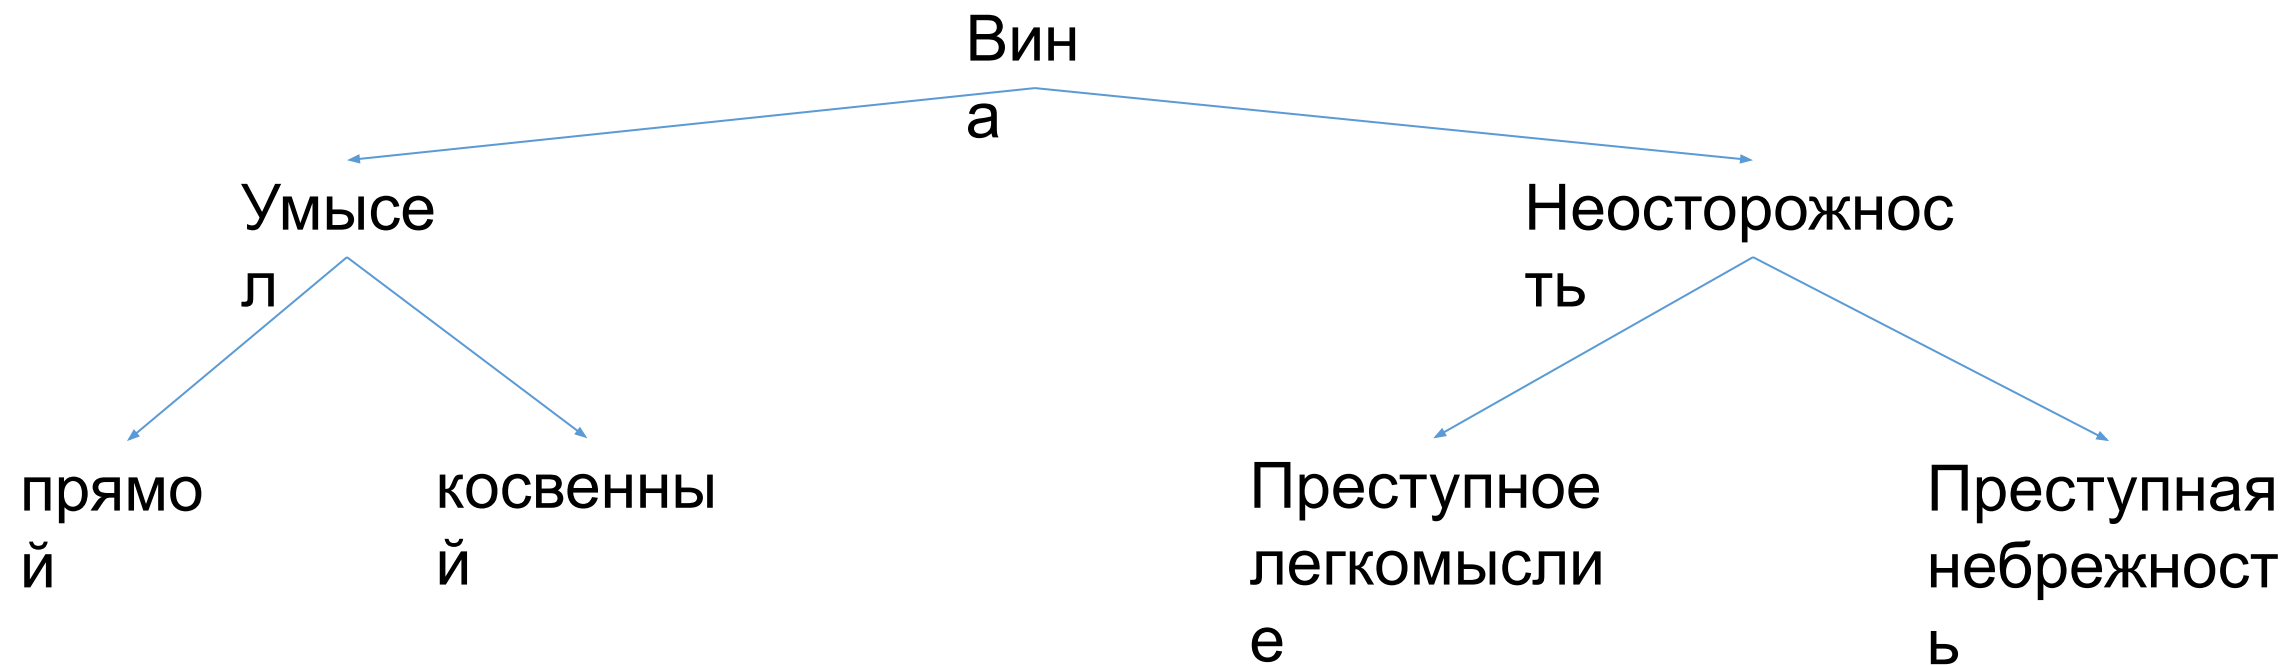 Вин
а
Умысе
л
Неосторожнос
ть
прямо
й
косвенны
й
Преступное
легкомысли
е
Преступная
небрежност
ь